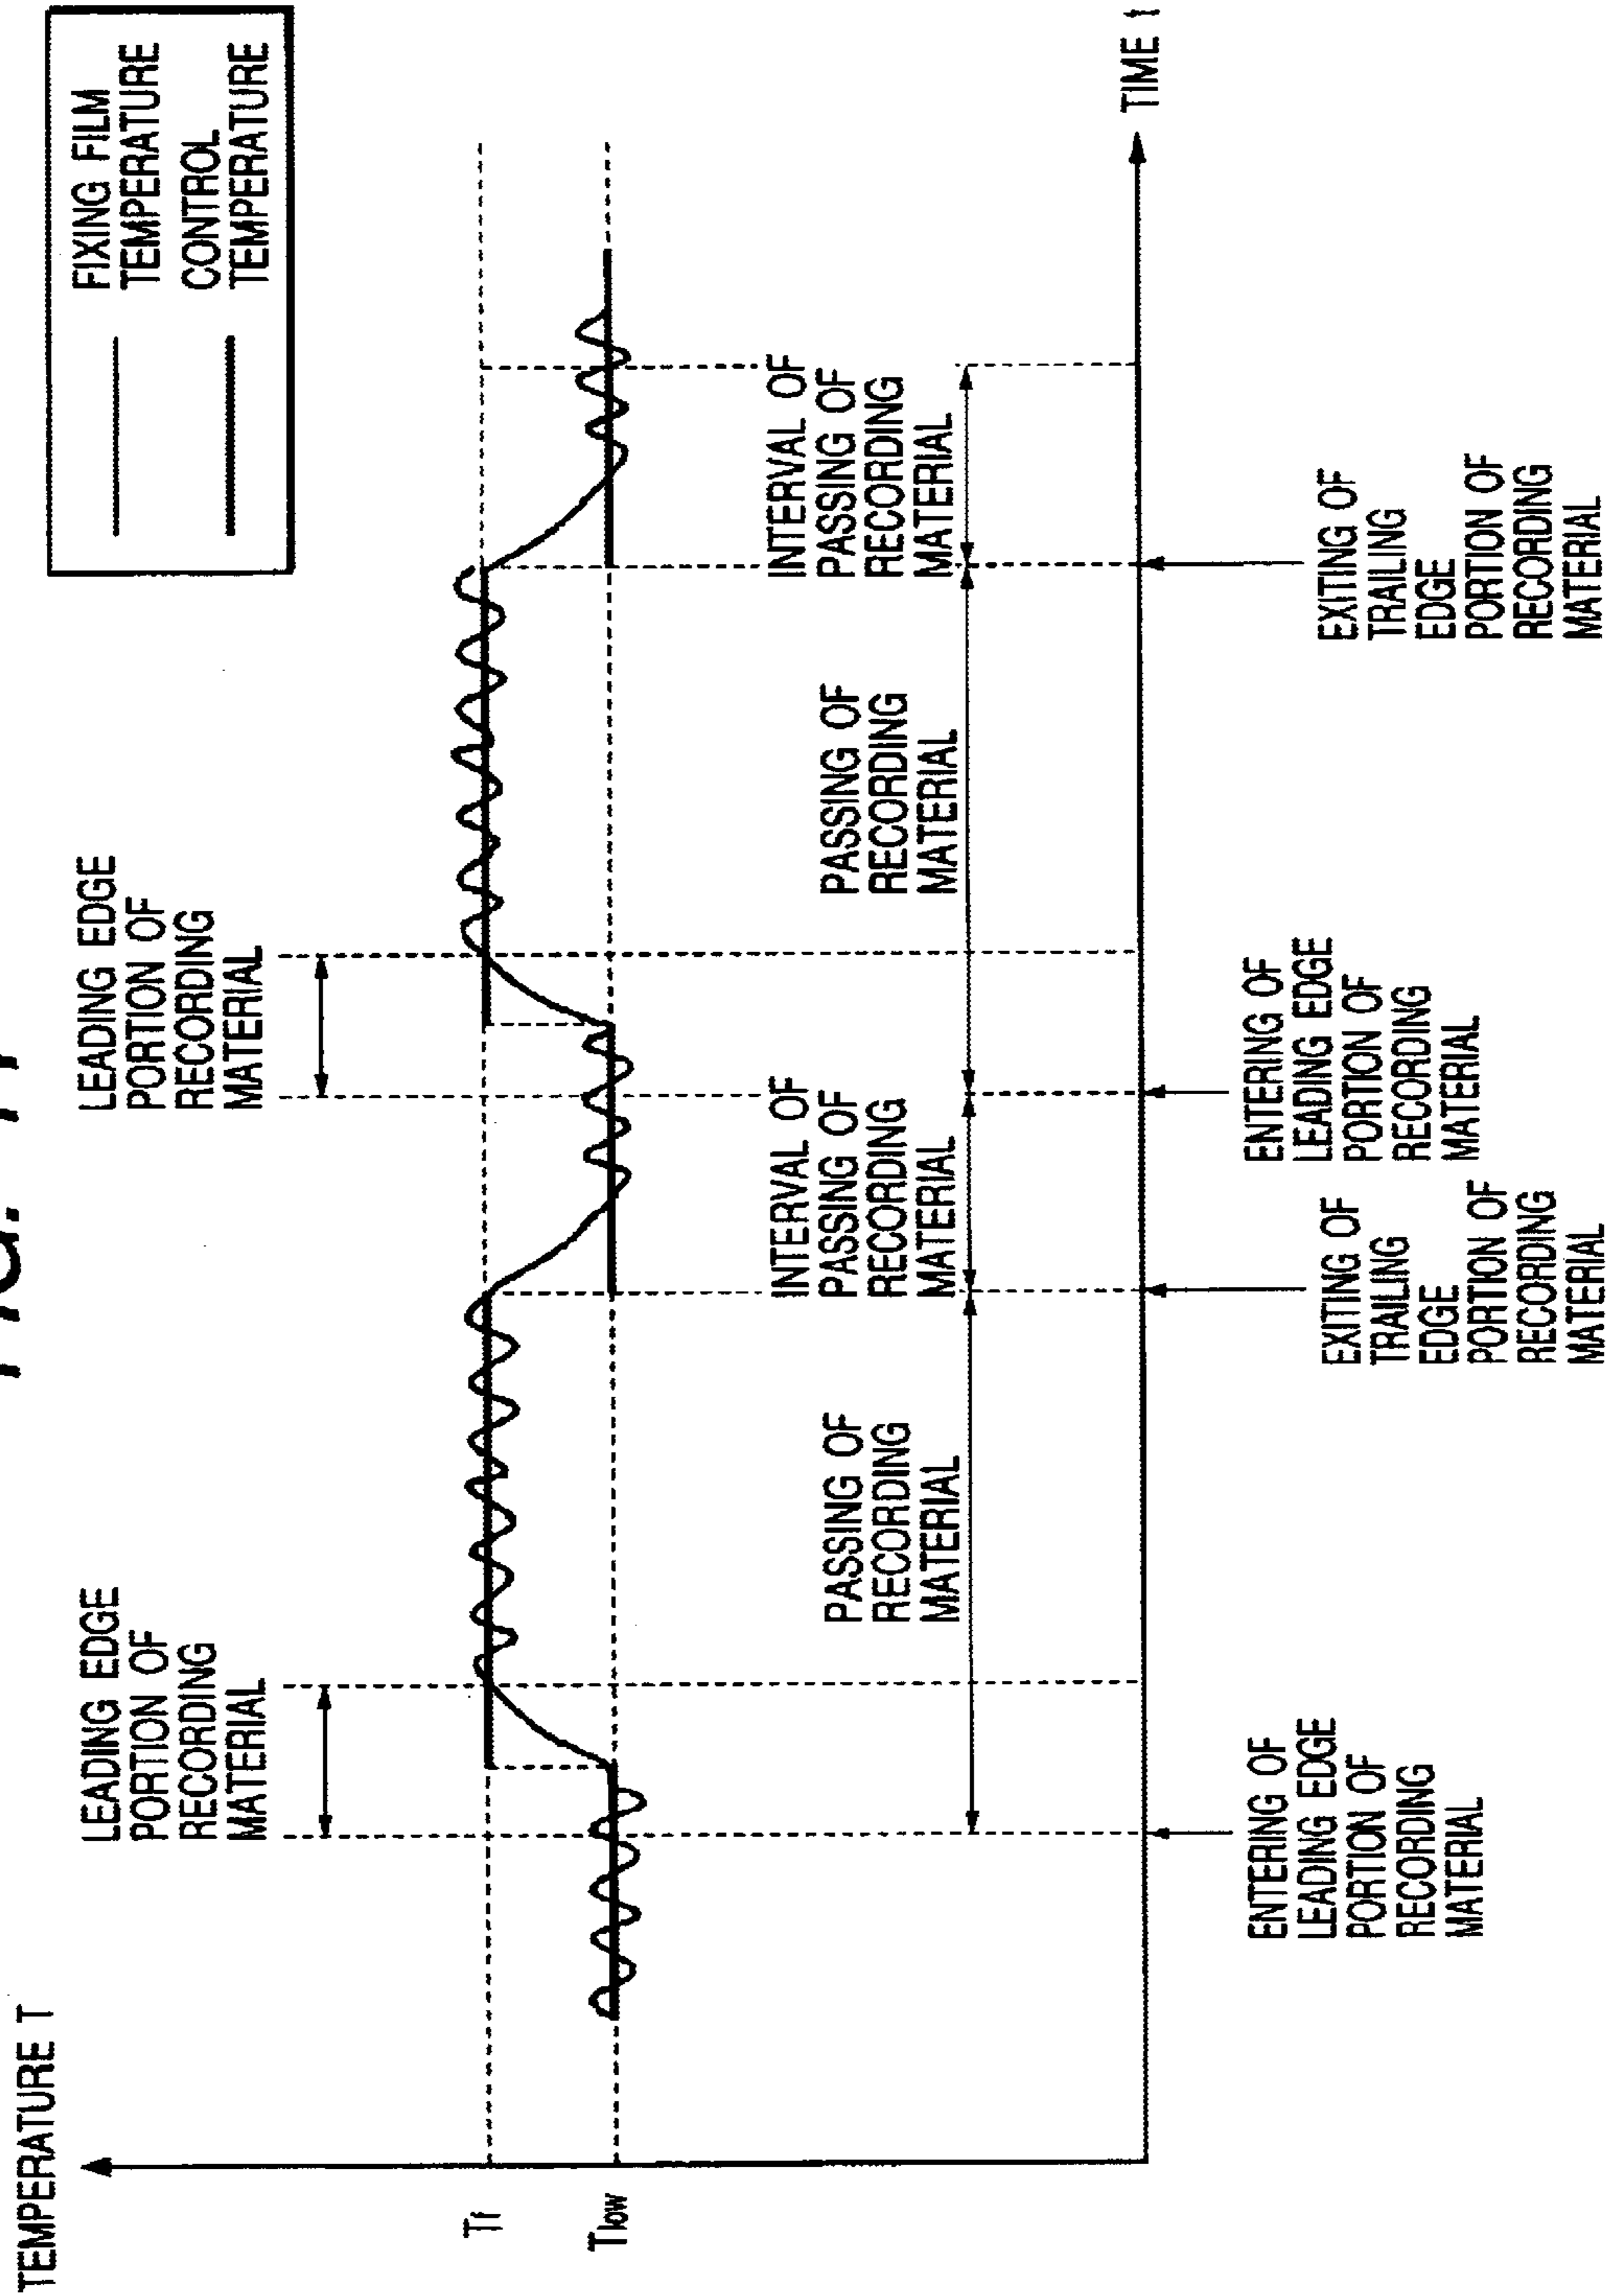 FIG.
TEMPERATURE T
FIXING FILM
TEMPERATURE
CONTROL
TEMPERATURE
LEADING EDGE
PORTION OF
RECORDING
MATERIAL
LEADING EDGE
PORTION OF
RECORDING
MATERIAL
Tf
Tlow
PASSING OF
RECORDING
MATERIAL
INTERVAL OF
PASSING OF
RECORDING
MATERIAL
PASSING OF
RECORDING
MATERIAL
INTERVAL OF
PASSING OF
RECORDING
MATERIAL
TIME t
ENTERING OF
LEADING EDGE
PORTION OF
RECORDING
MATERIAL
EXITING OF
TRAILING
EDGE
PORTION OF
RECORDING
MATERIAL
ENTERING OF
LEADING EDGE
PORTION OF
RECORDING
MATERIAL
EXITING OF
TRAILING
EDGE
PORTION OF
RECORDING
MATERIAL